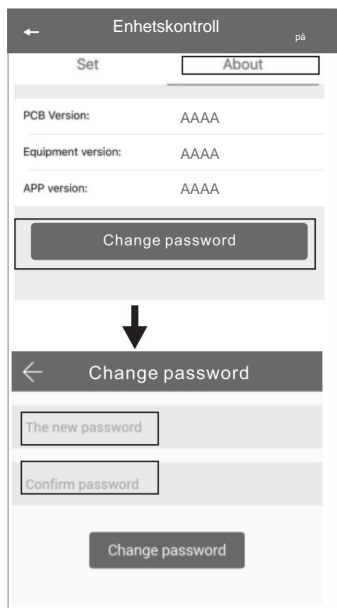 Enhetskontroll
på
Set About
PCB Version: AAAA
Equipment version: AAAA
APP version: AAAA
Change password
Change password
The new password
Confirm password
Change password